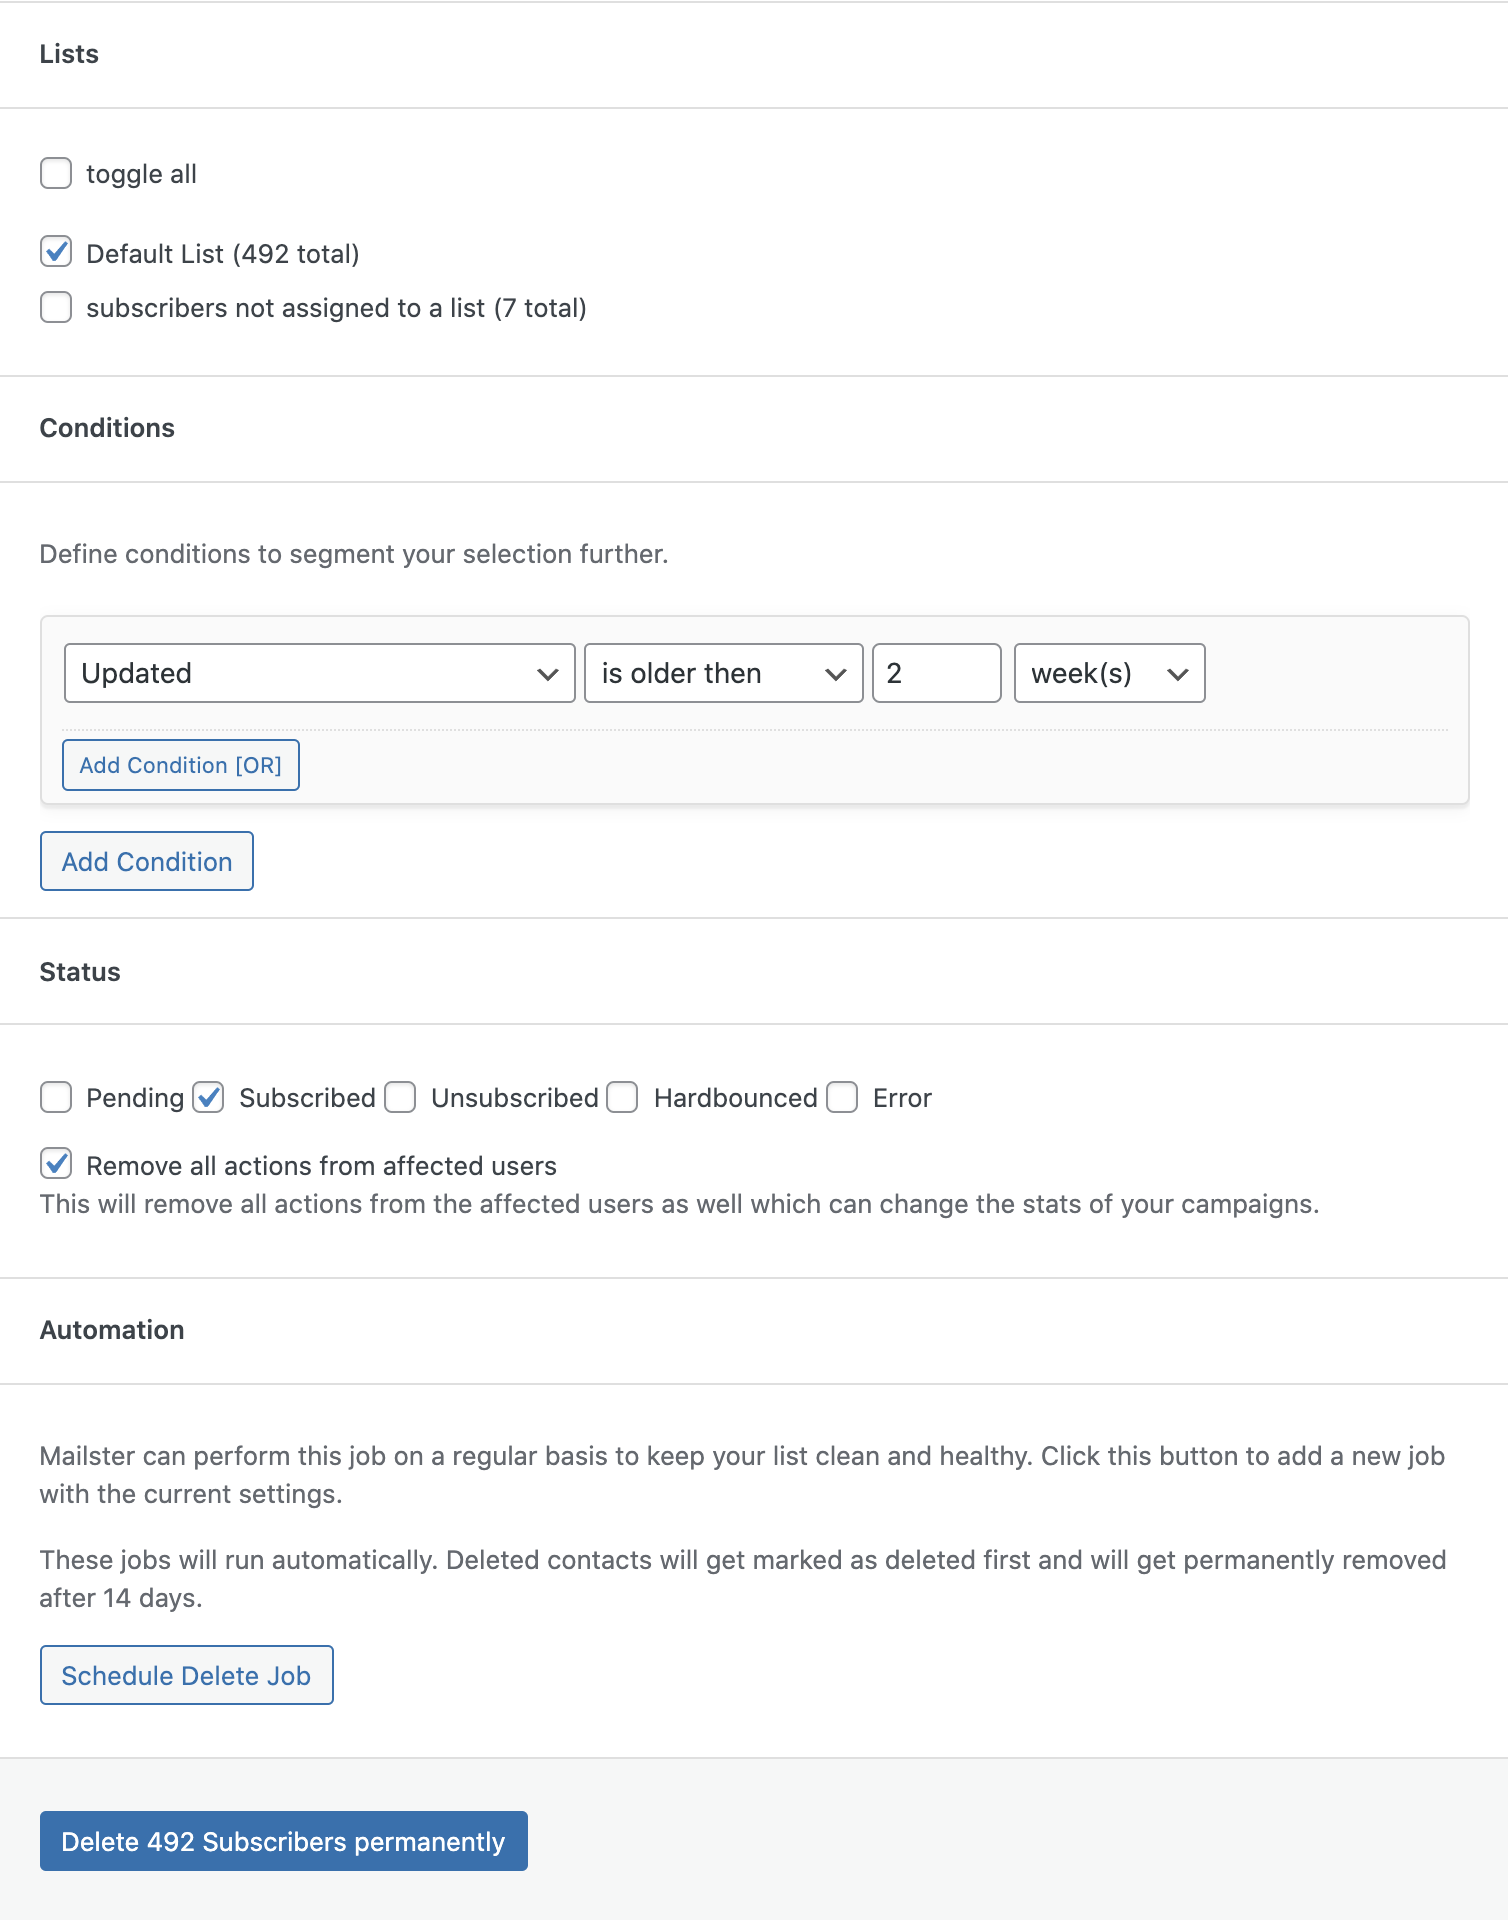 Lists
toggle all
Default List (492 total)
subscribers not assigned to a list (7 total)
Conditions
Define conditions to segment your selection further.
Updated is older then 2 week(s)
Add Condition [OR]
Add Condition
Status
Pending Subscribed Unsubscribed Hardbounced Error
Remove all actions from affected users
This will remove all actions from the affected users as well which can change the stats of your campaigns.
Automation
Mailster can perform this job on a regular basis to keep your list clean and healthy. Click this button to add a new job
with the current settings.
These jobs will run automatically. Deleted contacts will get marked as deleted first and will get permanently removed
after 14 days.
Schedule Delete Job
Delete 492 Subscribers permanently